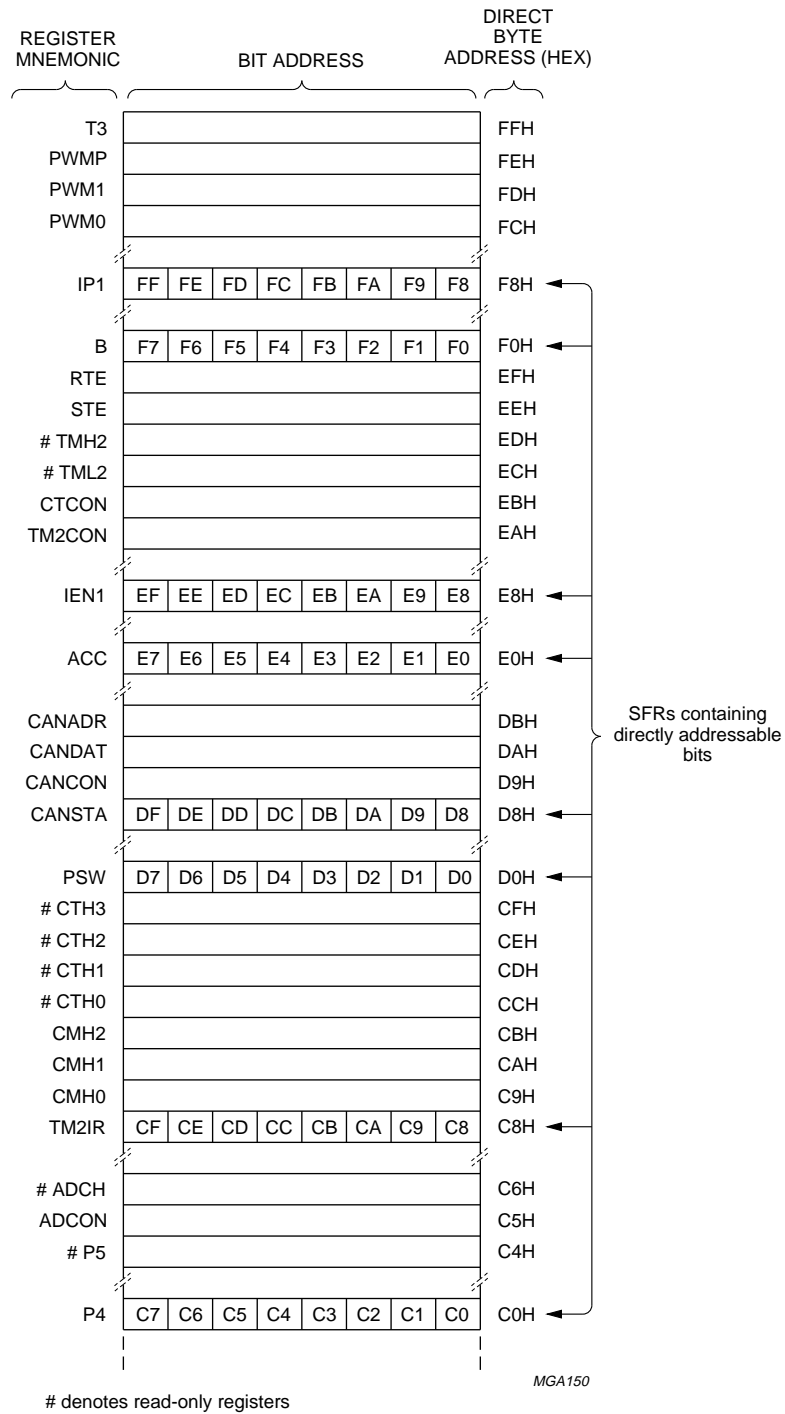 REGISTER
MNEMONIC
BIT ADDRESS
DIRECT
BYTE
ADDRESS (HEX)
T3 FFH
PWMP FEH
PWM1 FDH
PWM0 FCH
IP1 FF FE FD FC FB FA F9 F8 F8H
B F7 F6 F5 F4 F3 F2 F1 F0 F0H
RTE EFH
STE EEH
# TMH2 EDH
# TML2 ECH
CTCON EBH
TM2CON EAH
IEN1 EF EE ED EC EB EA E9 E8 E8H
ACC E7 E6 E5 E4 E3 E2 E1 E0 E0H
CANADR DBH
CANDAT DAH
CANCON D9H
CANSTA DF DE DD DC DB DA D9 D8 D8H
SFRs containing
directly addressable
bits
PSW D7 D6 D5 D4 D3 D2 D1 D0 D0H
# CTH3 CFH
# CTH2 CEH
# CTH1 CDH
# CTH0 CCH
CMH2 CBH
CMH1 CAH
CMH0 C9H
TM2IR CF CE CD CC CB CA C9 C8 C8H
# ADCH C6H
ADCON C5H
# P5 C4H
P4 C7 C6 C5 C4 C3 C2 C1 C0 C0H
MGA150
# denotes read-only registers